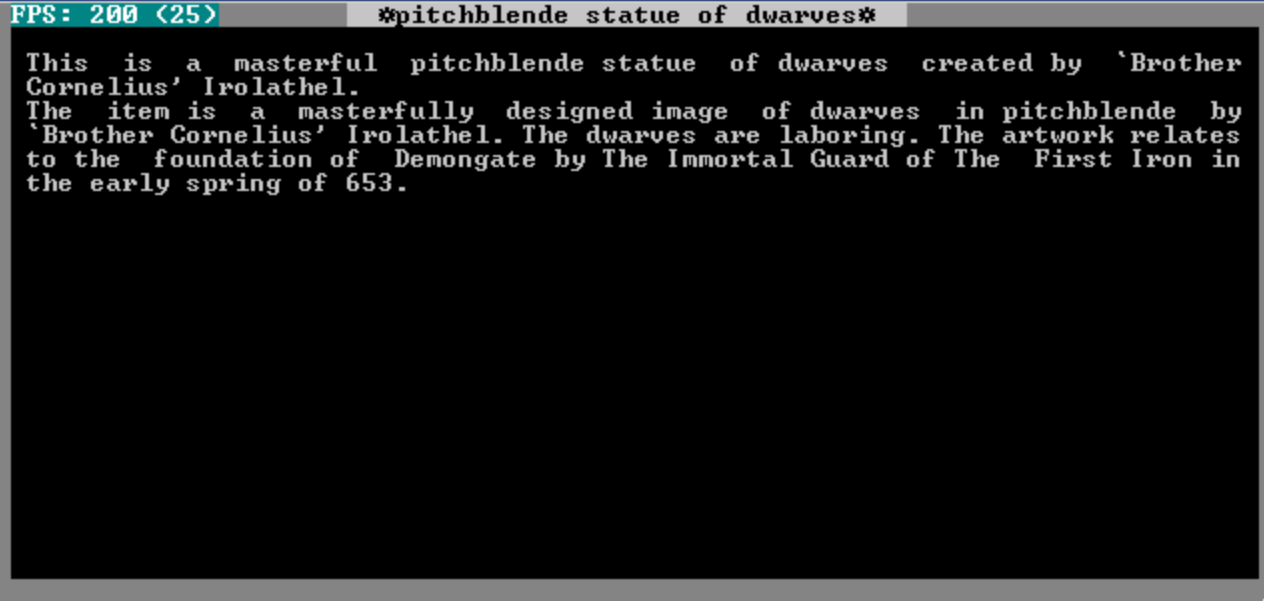 FPS: 200 (25)
☼pitchblende statue of dwarves☼
This is a masterful pitchblende statue of dwarves created by `Brother
Cornelius' Irolathel.
The item is a masterfully designed image of dwarves in pitchblende by
`Brother Cornelius' Irolathel. The dwarves are laboring. The artwork relates
to the foundation of Demongate by The Immortal Guard of The First Iron in
the early spring of 653.